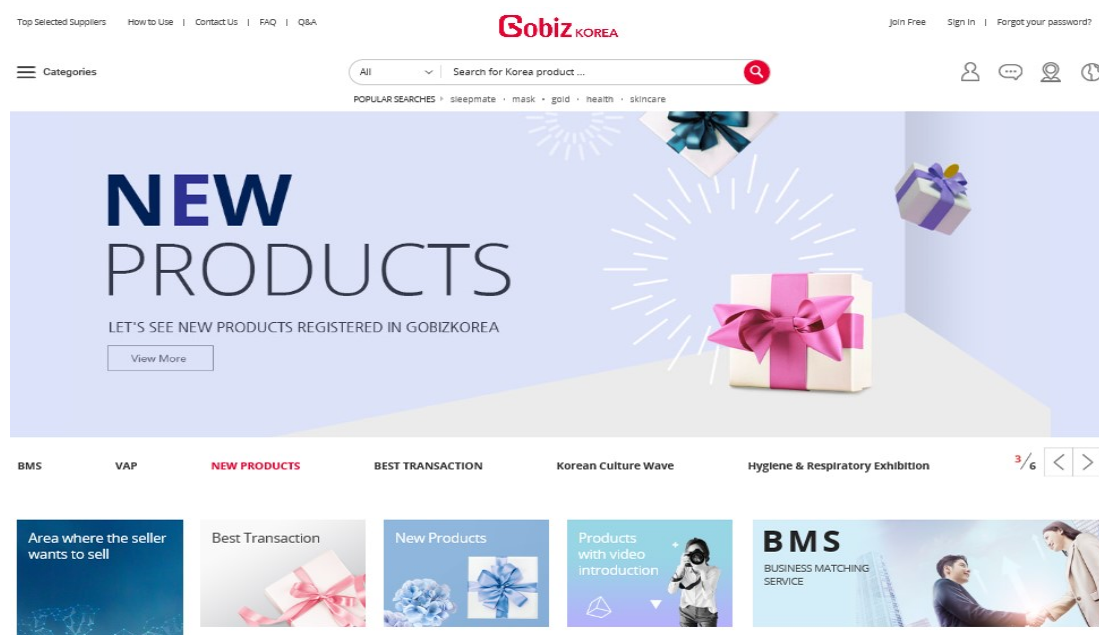 Top Selected Suppliers How to Use | Contact Us | FAQ | Q&A
Gobiz KOREA
Join Free Sign In | Forgot your password?
Categories
All Search for Korea product ...
POPULAR SEARCHES sleepmate · mask · gold · health · skincare
NEW
PRODUCTS
LET'S SEE NEW PRODUCTS REGISTERED IN GOBIZKOREA
View More
BMS VAP NEW PRODUCTS BEST TRANSACTION Korean Culture Wave Hygiene & Respiratory Exhibition 3/6
Area where the seller
wants to sell
Best Transaction
New Products
Products
with video
introduction
BMS
BUSINESS MATCHING
SERVICE